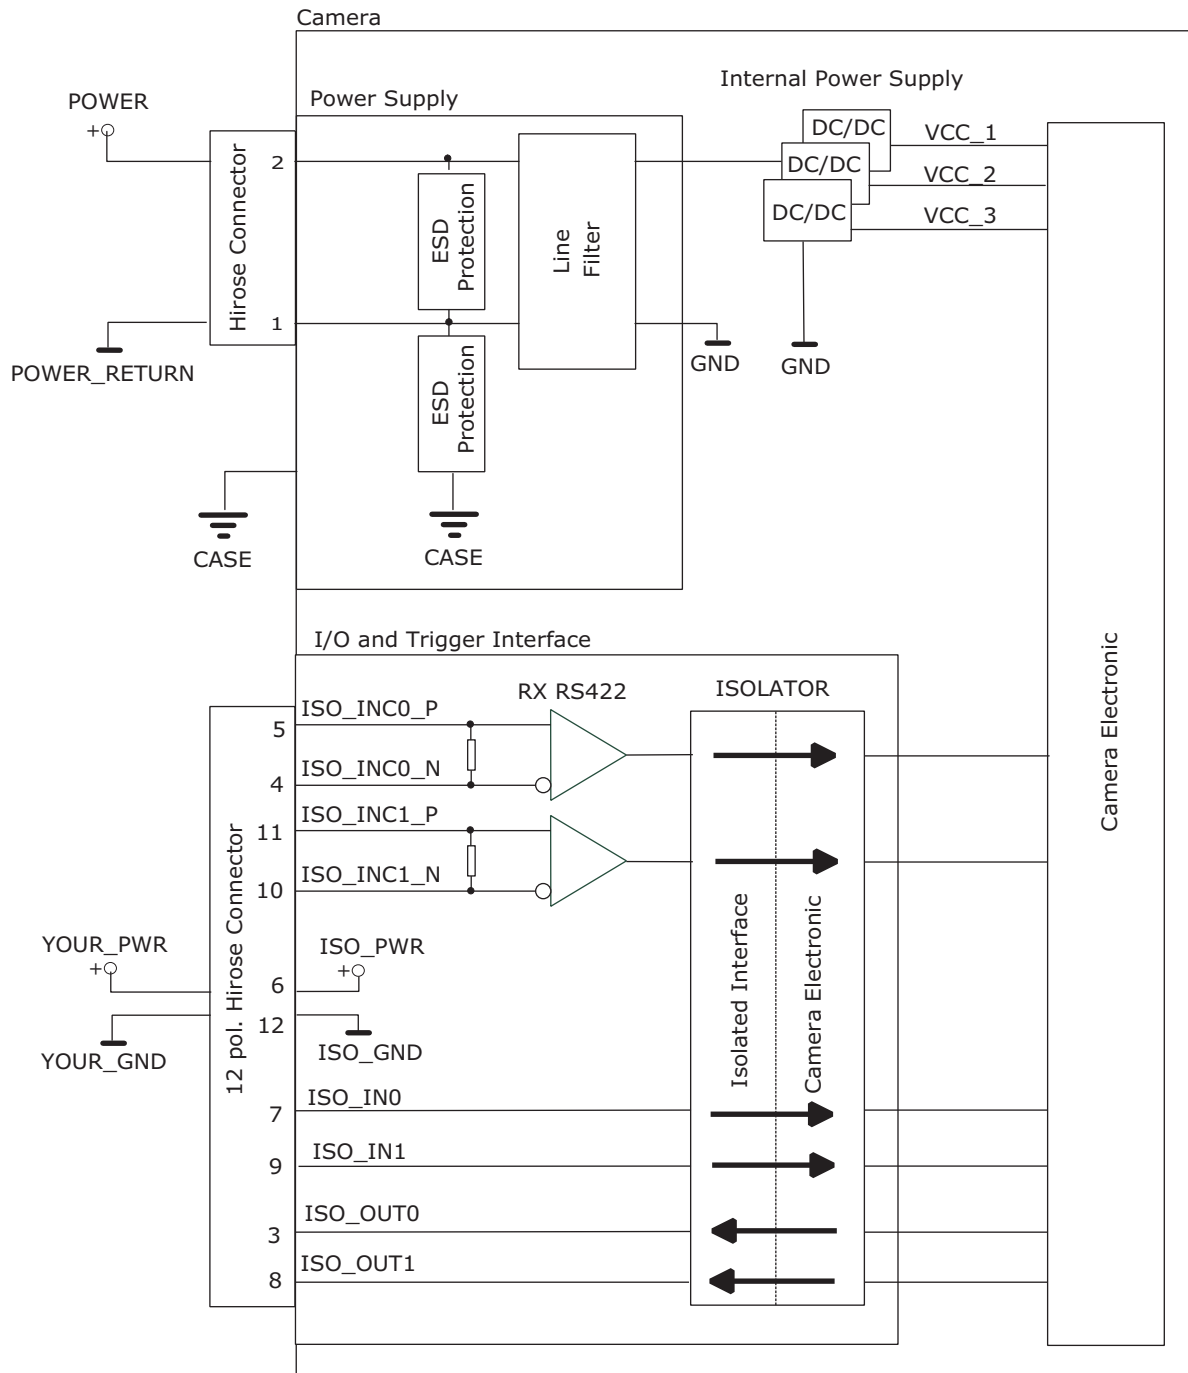 Camera
Internal Power Supply
POWER
+
Power Supply
Hirose Connector
2
1
ESD
Protection
ESD
Protection
Line
Filter
DC/DC
DC/DC
DC/DC
VCC_1
VCC_2
VCC_3
GND
GND
POWER_RETURN
CASE
CASE
Camera Electronic
I/O and Trigger Interface
RX RS422
ISOLATOR
12 pol. Hirose Connector
5
ISO_INC0_P
4
ISO_INC0_N
11
ISO_INC1_P
10
ISO_INC1_N
YOUR_PWR
+
6
ISO_PWR
+
YOUR_GND
12
ISO_GND
Isolated Interface
Camera Electronic
7
ISO_IN0
9
ISO_IN1
3
ISO_OUT0
8
ISO_OUT1